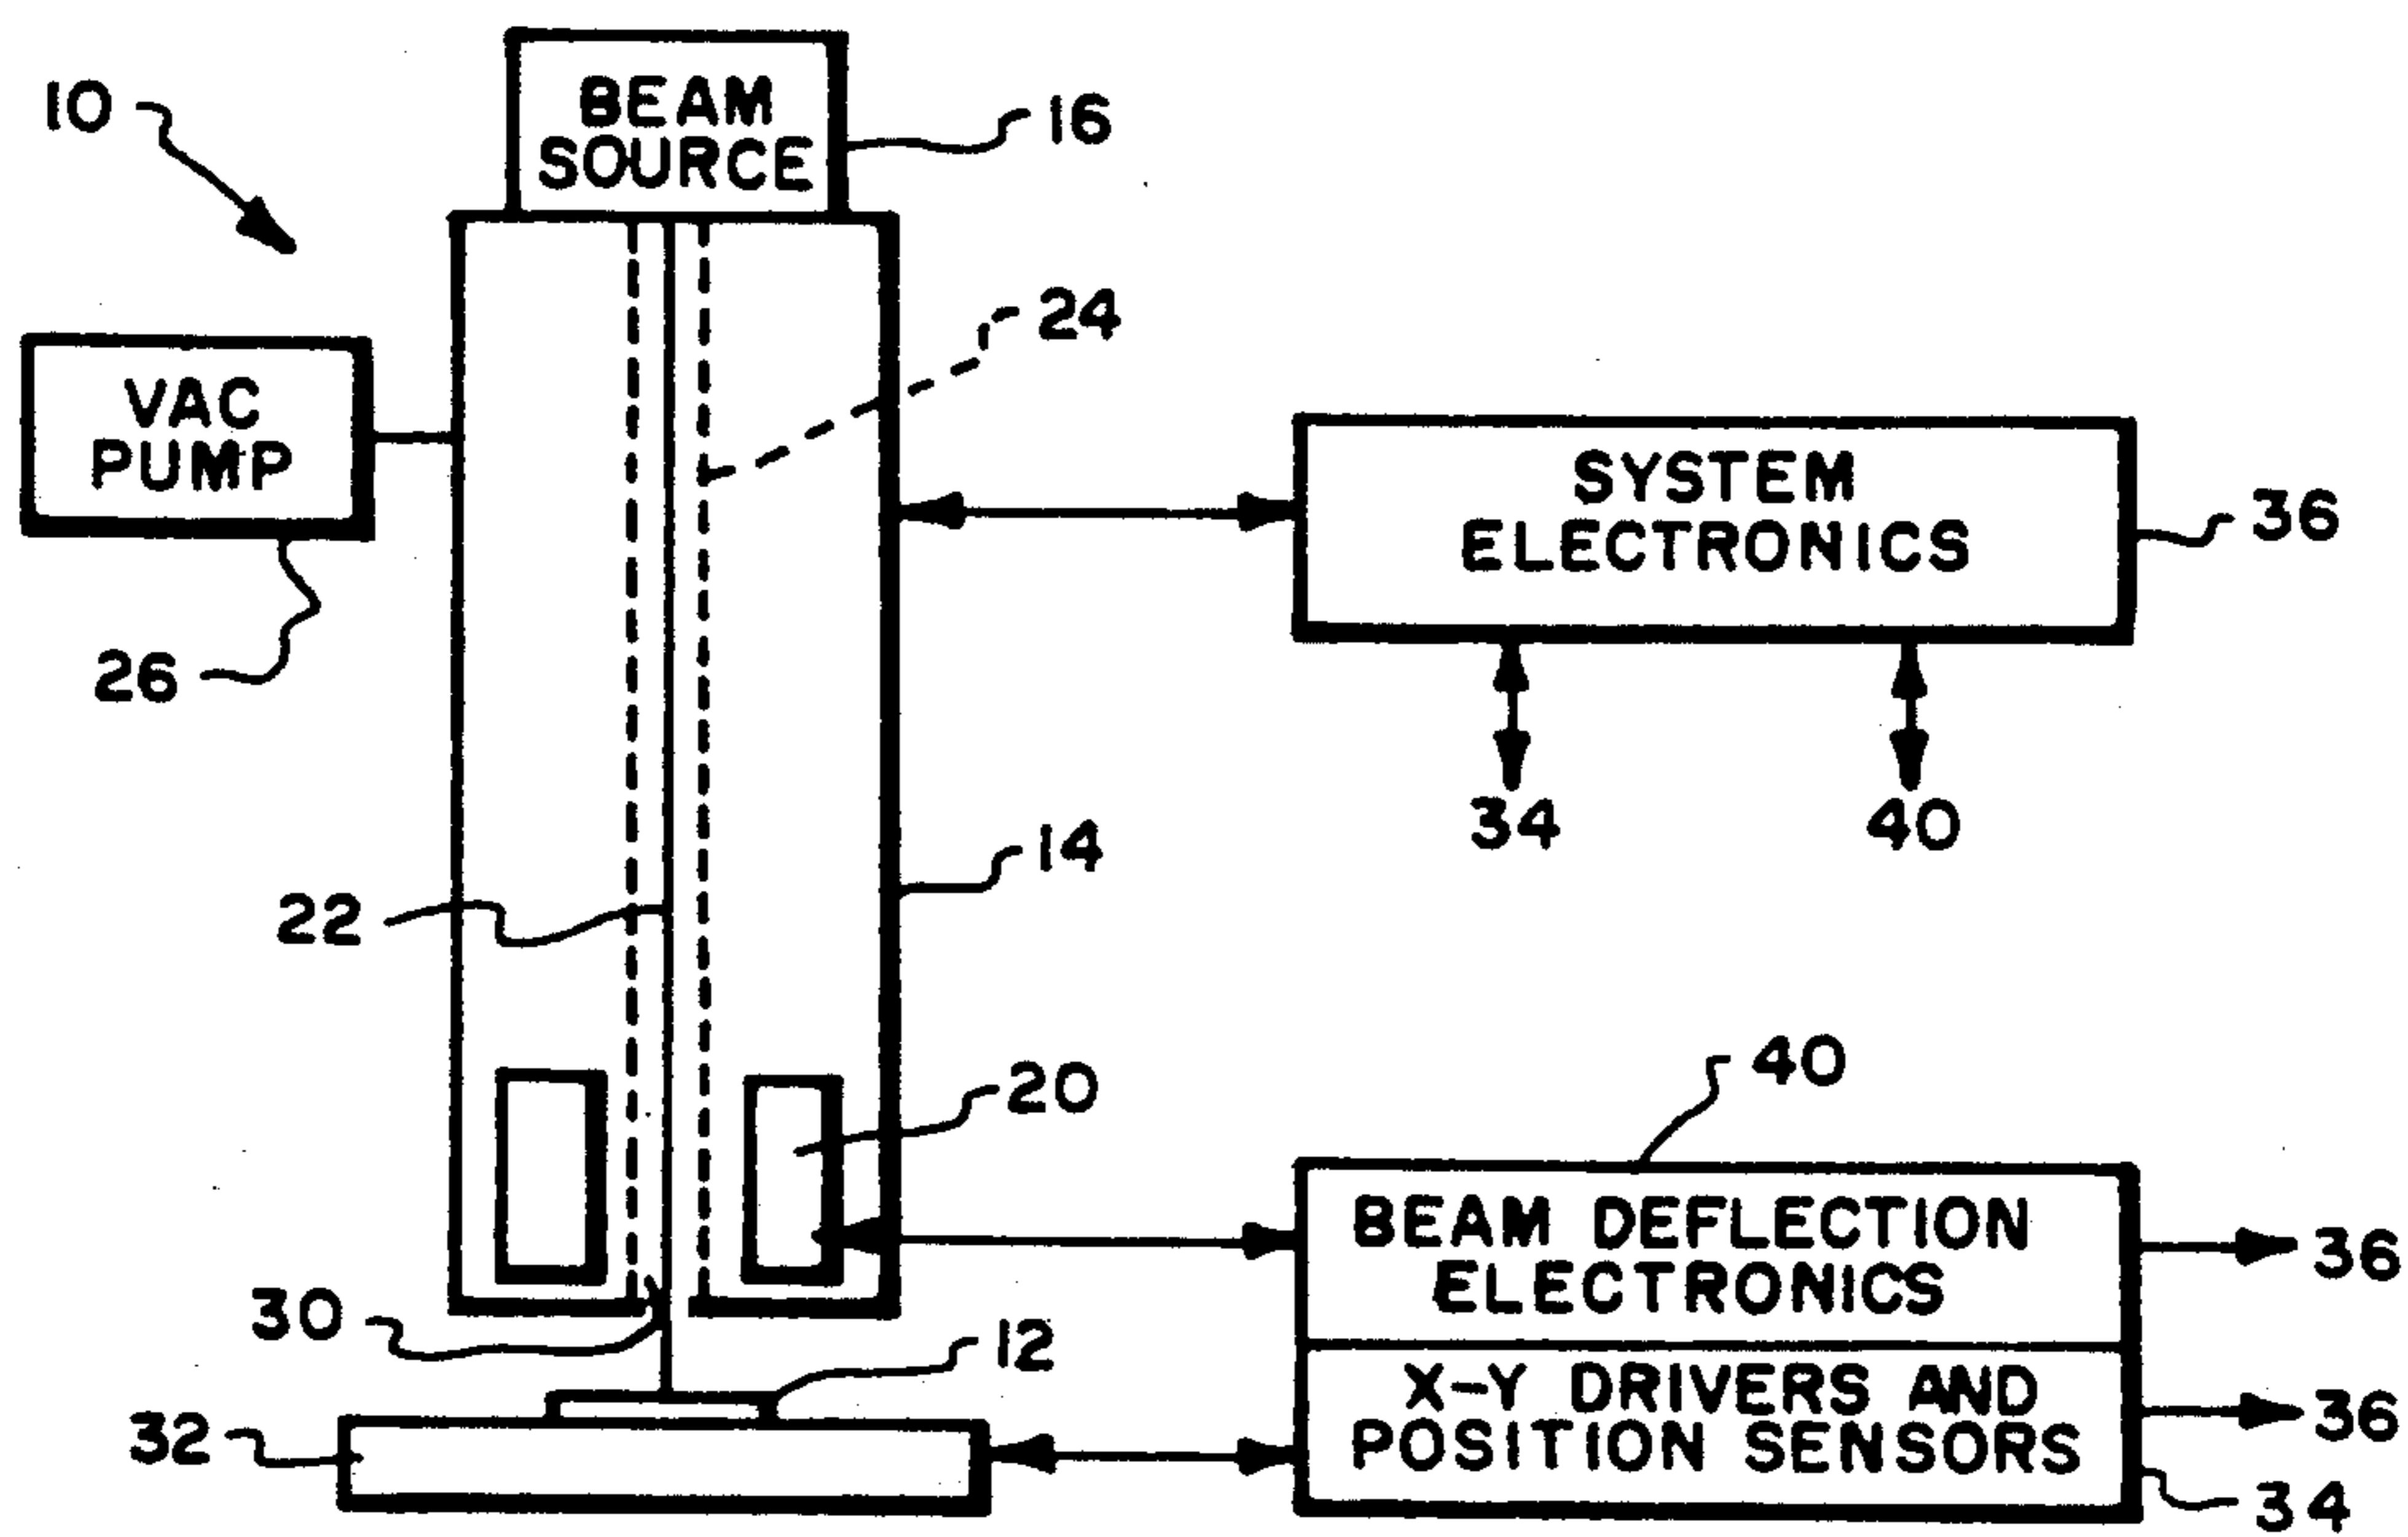 10
BEAM
SOURCE
16
24
VAC
PUMP
SYSTEM
ELECTRONICS
36
26
34
40
14
22
20
40
BEAM DEFLECTION
ELECTRONICS
36
30
12
X-Y DRIVERS AND
POSITION SENSORS
36
32
34